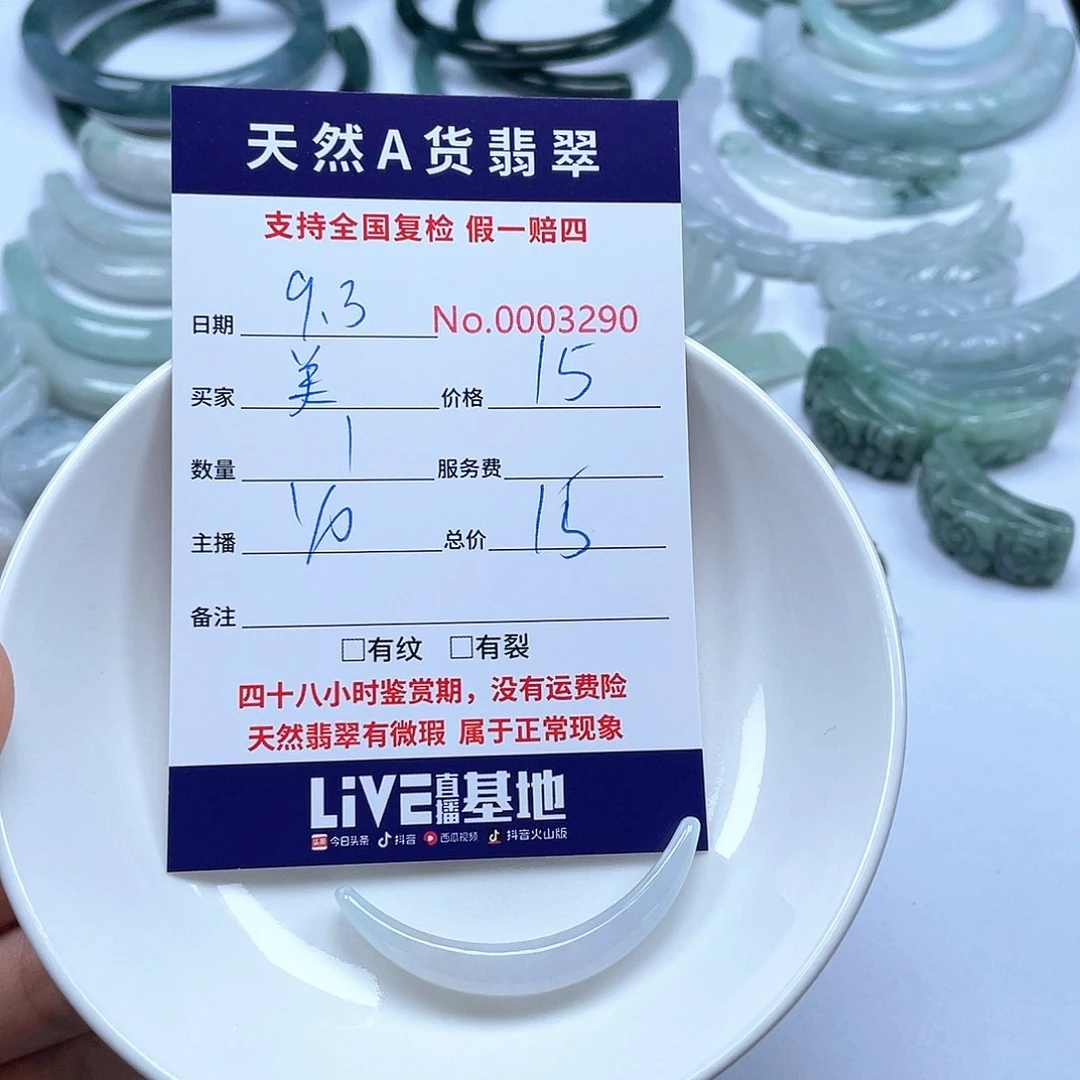 天然A货翡翠
支持全国复检 假一赔四
日期 9.3 No.0003290
买家 美 价格 15
数量 1 服务费
主播 总价 15
备注
□有纹 □有裂
四十八小时鉴赏期，没有运费险
天然翡翠有微瑕 属于正常现象
LiVE直播基地
头条 今日头条 抖音 西瓜视频 抖音火山版